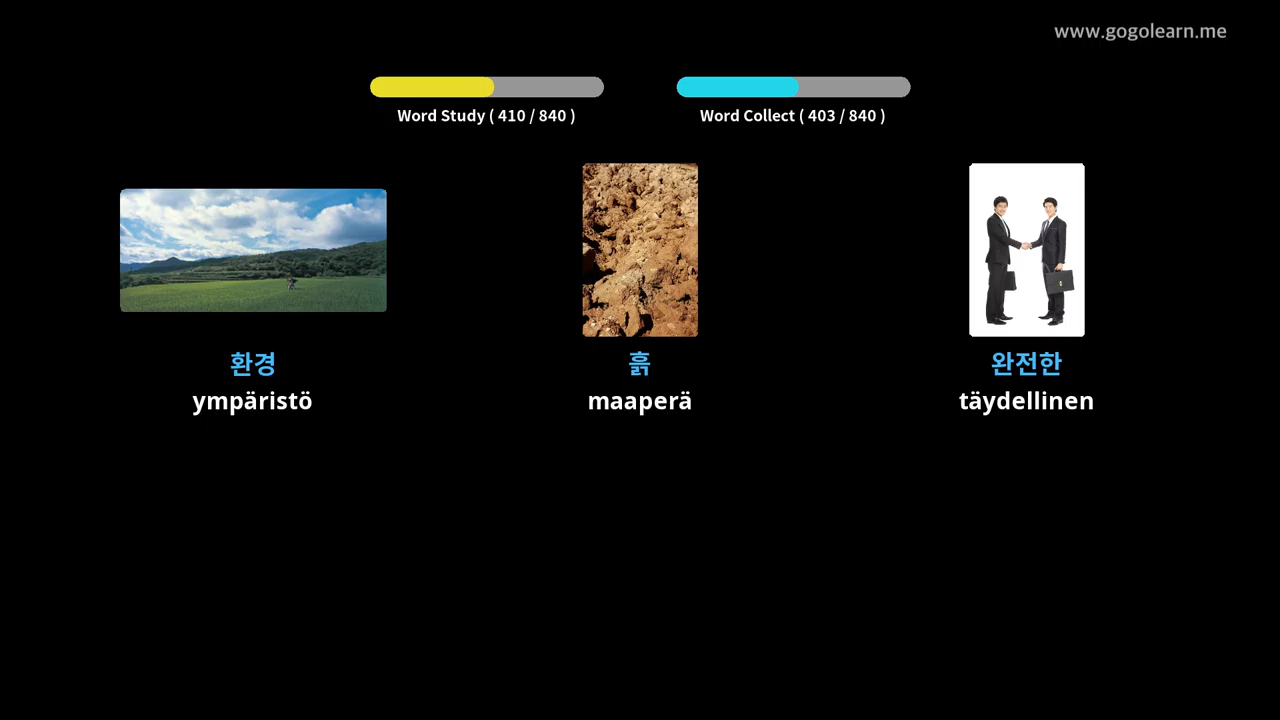 www.gogolearn.me
Word Study ( 410 / 840 )
Word Collect ( 403 / 840 )
환경
흙
완전한
ympäristö
maaperä
täydellinen